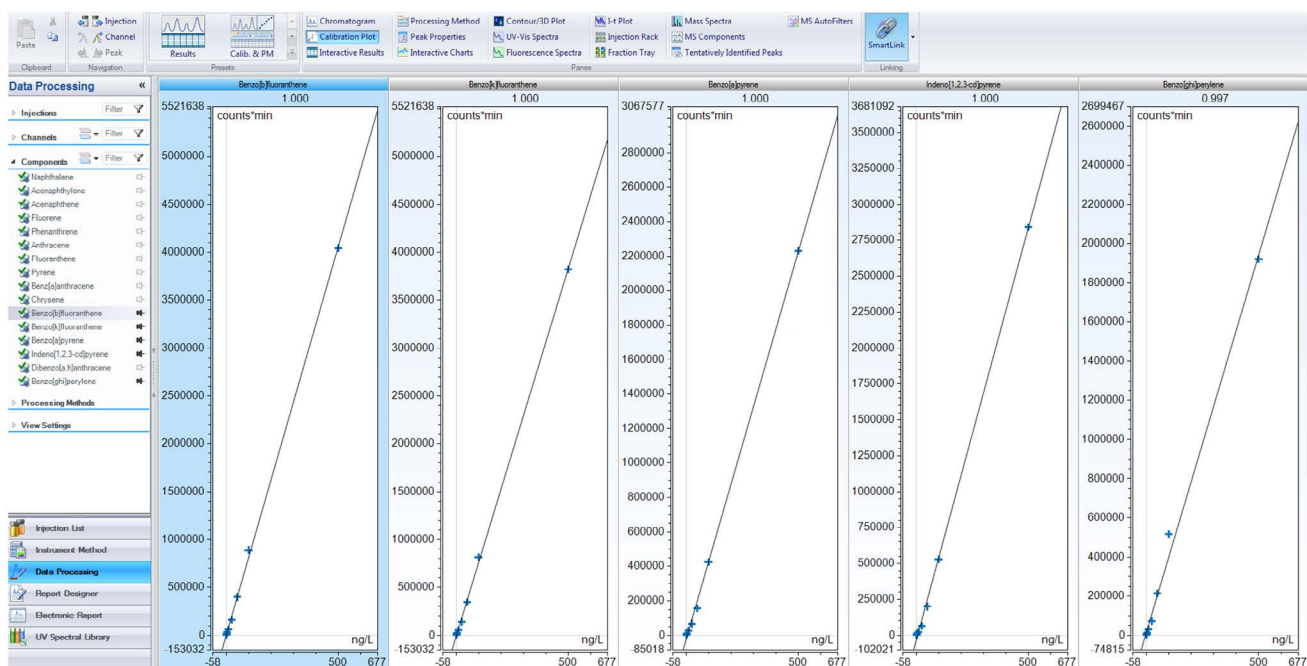 Paste
Clipboard
Injection
Channel
Peak
Navigation
Results
Calib. & PM
Presets
Chromatogram
Calibration Plot
Interactive Results
Processing Method
Peak Properties
Interactive Charts
Contour/3D Plot
UV-Vis Spectra
Fluorescence Spectra
I-t Plot
Injection Rack
Fraction Tray
Mass Spectra
MS Components
Tentatively Identified Peaks
MS AutoFilters
Panes
SmartLink
Linking
Data Processing «
Injections Filter
Channels Filter
Components Filter
Naphthalene
Acenaphthylene
Acenaphthene
Fluorene
Phenanthrene
Anthracene
Fluoranthene
Pyrene
Benz[a]anthracene
Chrysene
Benzo[b]fluoranthene
Benzo[k]fluoranthene
Benzo[a]pyrene
Indeno[1,2,3-cd]pyrene
Dibenzo[a.h]anthracene
Benzo[ghi]perylene
Processing Methods
View Settings
Injection List
Instrument Method
Data Processing
Report Designer
Electronic Report
UV Spectral Library
Benzo[b]fluoranthene
1.000
5521638
counts*min
5000000
4500000
4000000
3500000
3000000
2500000
2000000
1500000
1000000
500000
0
-153032
ng/L
-58 500 677
Benzo[k]fluoranthene
1.000
5521638
counts*min
5000000
4500000
4000000
3500000
3000000
2500000
2000000
1500000
1000000
500000
0
-153032
ng/L
-58 500 677
Benzo[a]pyrene
1.000
3067577
counts*min
2800000
2600000
2400000
2200000
2000000
1800000
1600000
1400000
1200000
1000000
800000
600000
400000
200000
0
-85018
ng/L
-58 500 677
Indeno[1,2,3-cd]pyrene
1.000
3681092
counts*min
3500000
3250000
3000000
2750000
2500000
2250000
2000000
1750000
1500000
1250000
1000000
750000
500000
250000
0
-102021
ng/L
-58 500 677
Benzo[ghi]perylene
0.997
2699467
counts*min
2600000
2400000
2200000
2000000
1800000
1600000
1400000
1200000
1000000
800000
600000
400000
200000
0
-74815
ng/L
-58 500 677